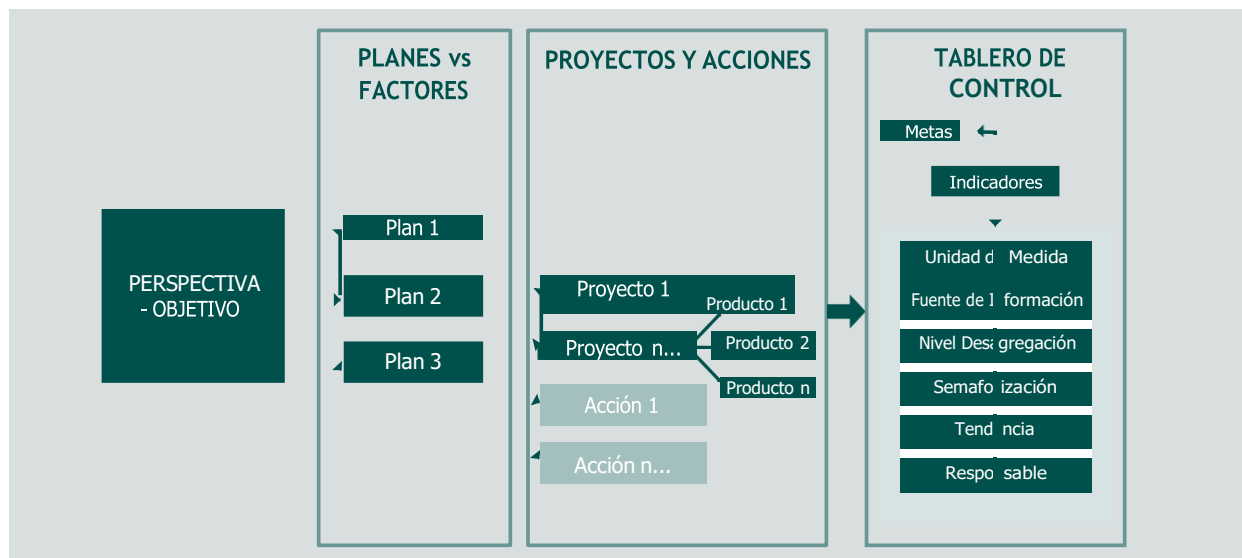 PLANES vs
FACTORES
PROYECTOS Y ACCIONES
TABLERO DE
CONTROL
PERSPECTIVA
- OBJETIVO
Plan 1
Plan 2
Plan 3
Proyecto 1
Proyecto n...
Producto 1
Producto 2
Producto n
Acción 1
Acción n...
Metas
Indicadores
Unidad d Medida
Fuente de I formación
Nivel Desa gregación
Semafo ización
Tend ncia
Respo sable